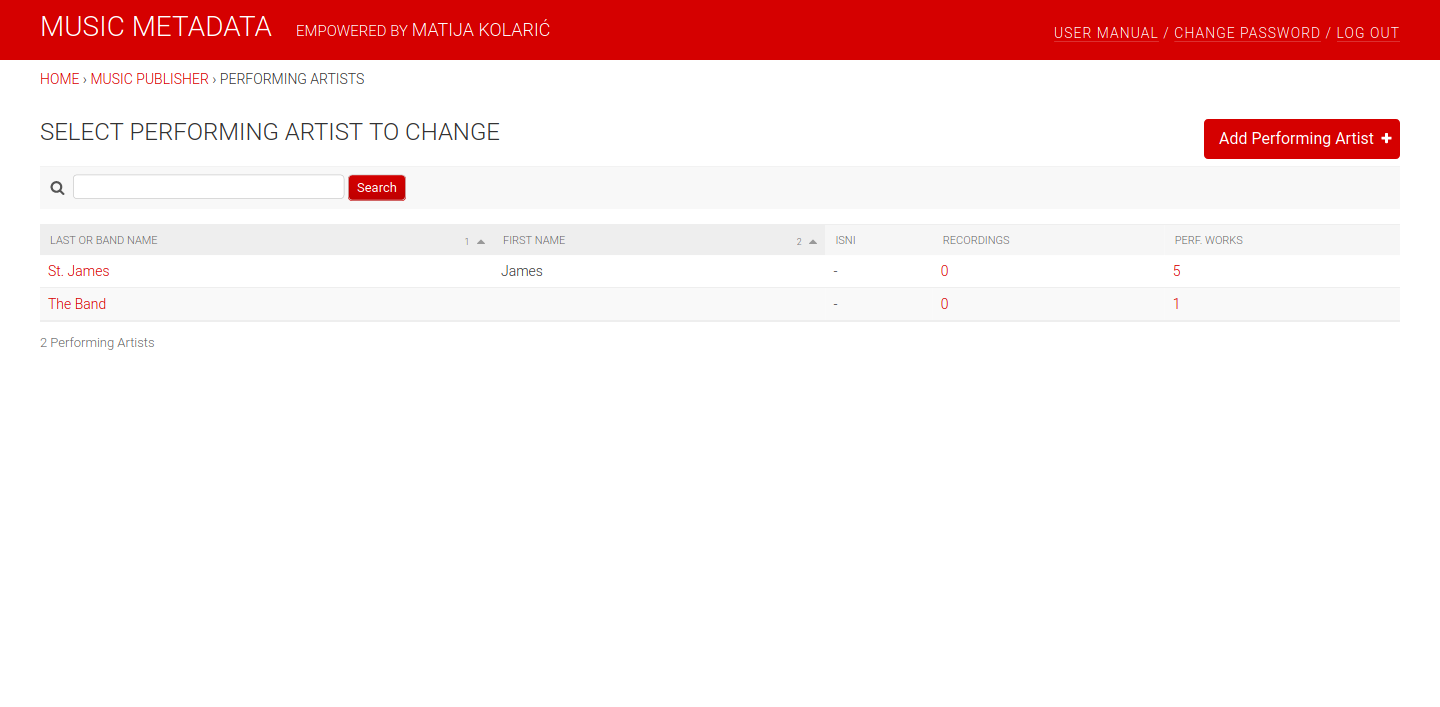 MUSIC METADATA EMPOWERED BY MATIJA KOLARIĆ
USER MANUAL / CHANGE PASSWORD / LOG OUT
HOME › MUSIC PUBLISHER › PERFORMING ARTISTS
SELECT PERFORMING ARTIST TO CHANGE
Add Performing Artist +
Search
LAST OR BAND NAME 1 FIRST NAME 2 ISNI RECORDINGS PERF. WORKS
St. James James - 0 5
The Band - 0 1
2 Performing Artists